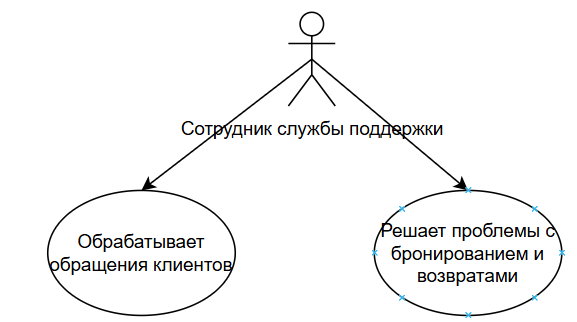 Сотрудник службы поддержки
Обрабатывает
обращения клиентов
Решает проблемы с
бронированием и
возвратами